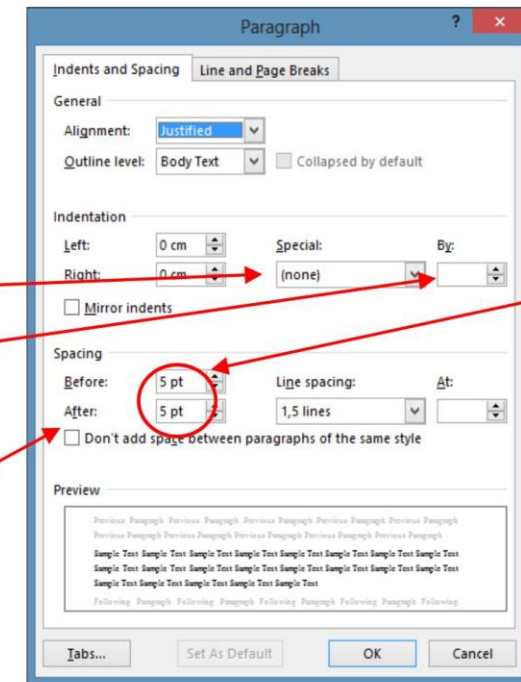 Paragraph ? ×
Indents and Spacing Line and Page Breaks
General
Alignment: Justified
Outline level: Body Text Collapsed by default
Indentation
Left: 0 cm Special: By:
Right: 0 cm (none)
Mirror indents
Spacing
Before: 5 pt Line spacing: At:
After: 5 pt 1,5 lines
Don't add space between paragraphs of the same style
Preview
Previous Paragraph Previous Paragraph Previous Paragraph Previous Paragraph Previous Paragraph
Previous Paragraph Previous Paragraph Previous Paragraph Previous Paragraph Previous Paragraph
Sample Text Sample Text Sample Text Sample Text Sample Text Sample Text Sample Text Sample Text
Sample Text Sample Text Sample Text Sample Text Sample Text Sample Text Sample Text Sample Text
Sample Text Sample Text Sample Text Sample Text Sample Text
Following Paragraph Following Paragraph Following Paragraph Following Paragraph Following
Tabs... Set As Default OK Cancel